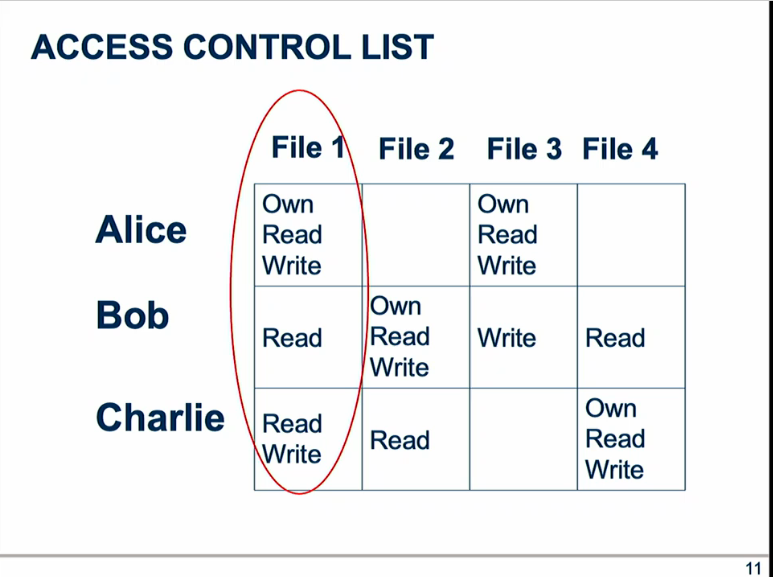 ACCESS CONTROL LIST
File 1 File 2 File 3 File 4
Alice
Own
Read
Write
Own
Read
Write
Bob
Read
Own
Read
Write
Write
Read
Charlie
Read
Write
Read
Own
Read
Write
11